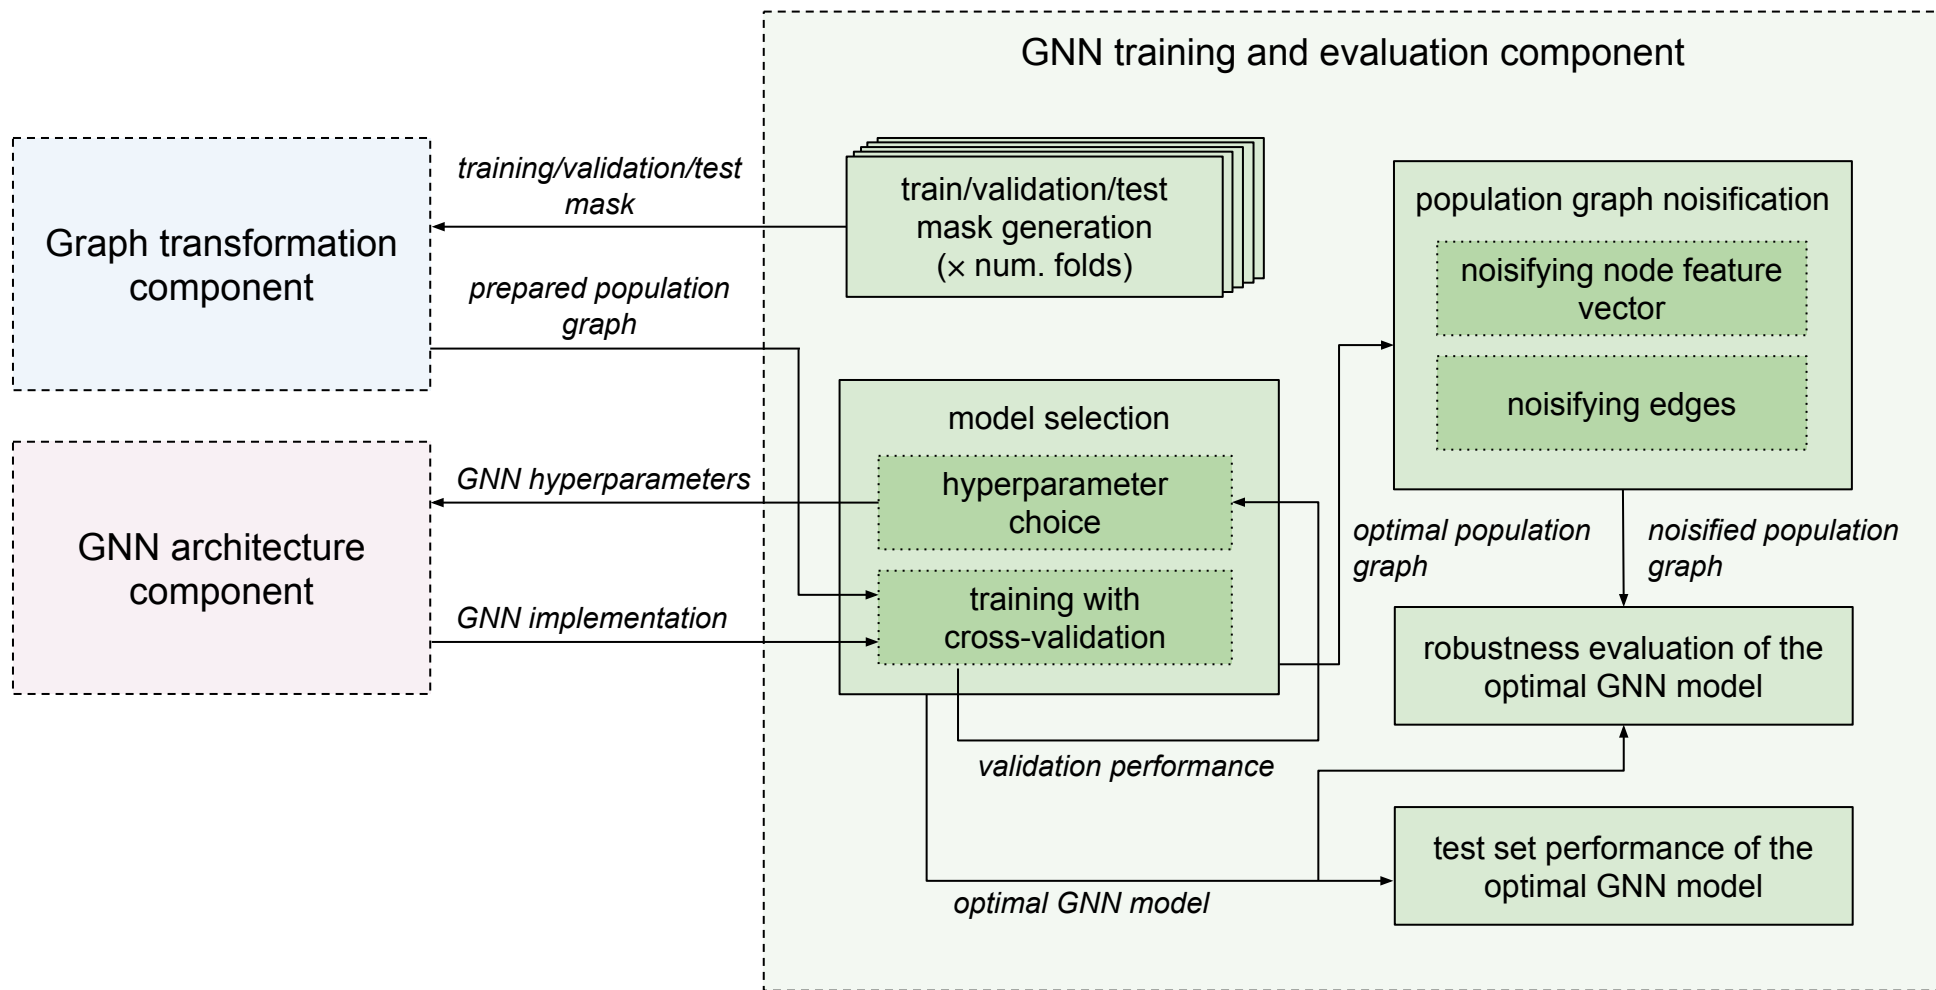 GNN training and evaluation component
Graph transformation
component
training/validation/test
mask
prepared population
graph
train/validation/test
mask generation
(× num. folds)
population graph noisification
noisifying node feature
vector
noisifying edges
model selection
hyperparameter
choice
training with
cross-validation
GNN architecture
component
GNN hyperparameters
GNN implementation
optimal population
graph
noisified population
graph
robustness evaluation of the
optimal GNN model
validation performance
test set performance of the
optimal GNN model
optimal GNN model